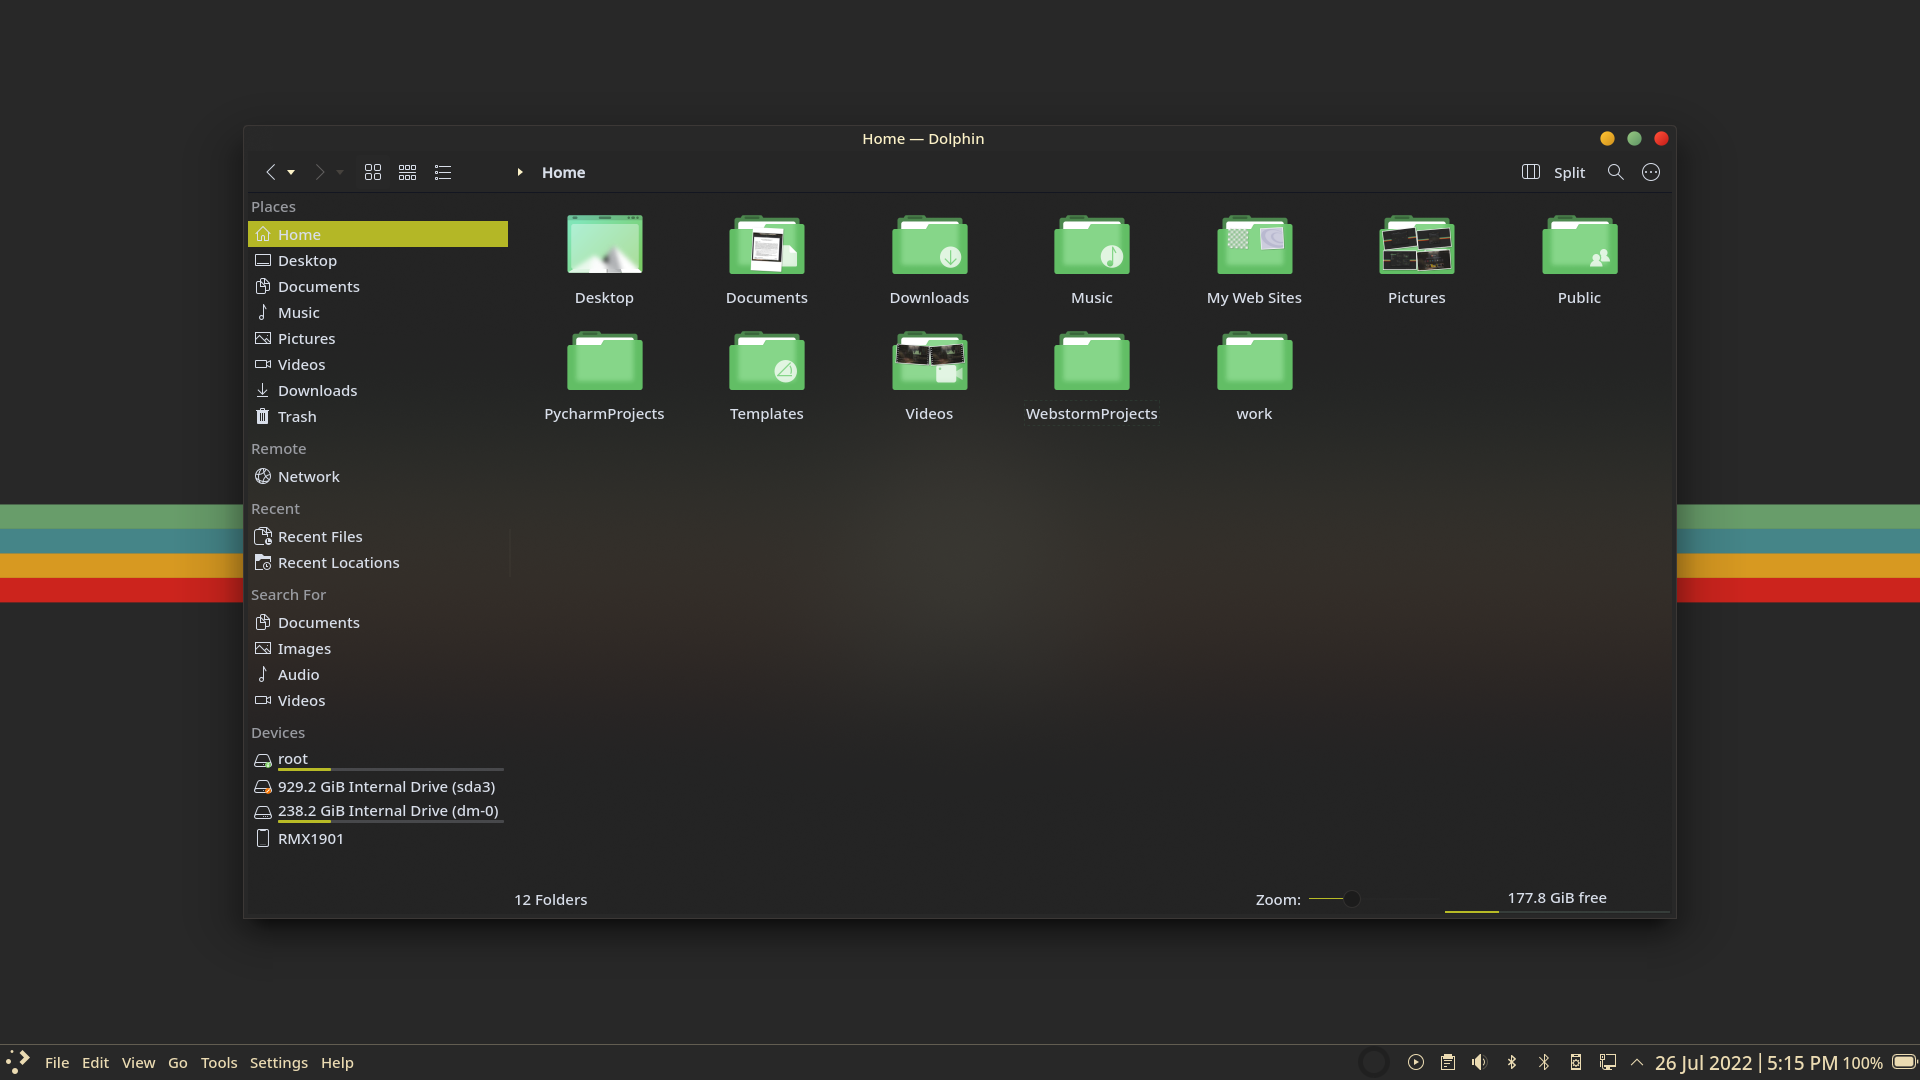 Home — Dolphin
Home
Split
Places
Home
Desktop
Documents
Music
Pictures
Videos
Downloads
Trash
Remote
Network
Recent
Recent Files
Recent Locations
Search For
Documents
Images
Audio
Videos
Devices
root
929.2 GiB Internal Drive (sda3)
238.2 GiB Internal Drive (dm-0)
RMX1901
Desktop
Documents
Downloads
Music
My Web Sites
Pictures
Public
PycharmProjects
Templates
Videos
WebstormProjects
work
12 Folders
Zoom:
177.8 GiB free
File Edit View Go Tools Settings Help
26 Jul 2022 | 5:15 PM 100%